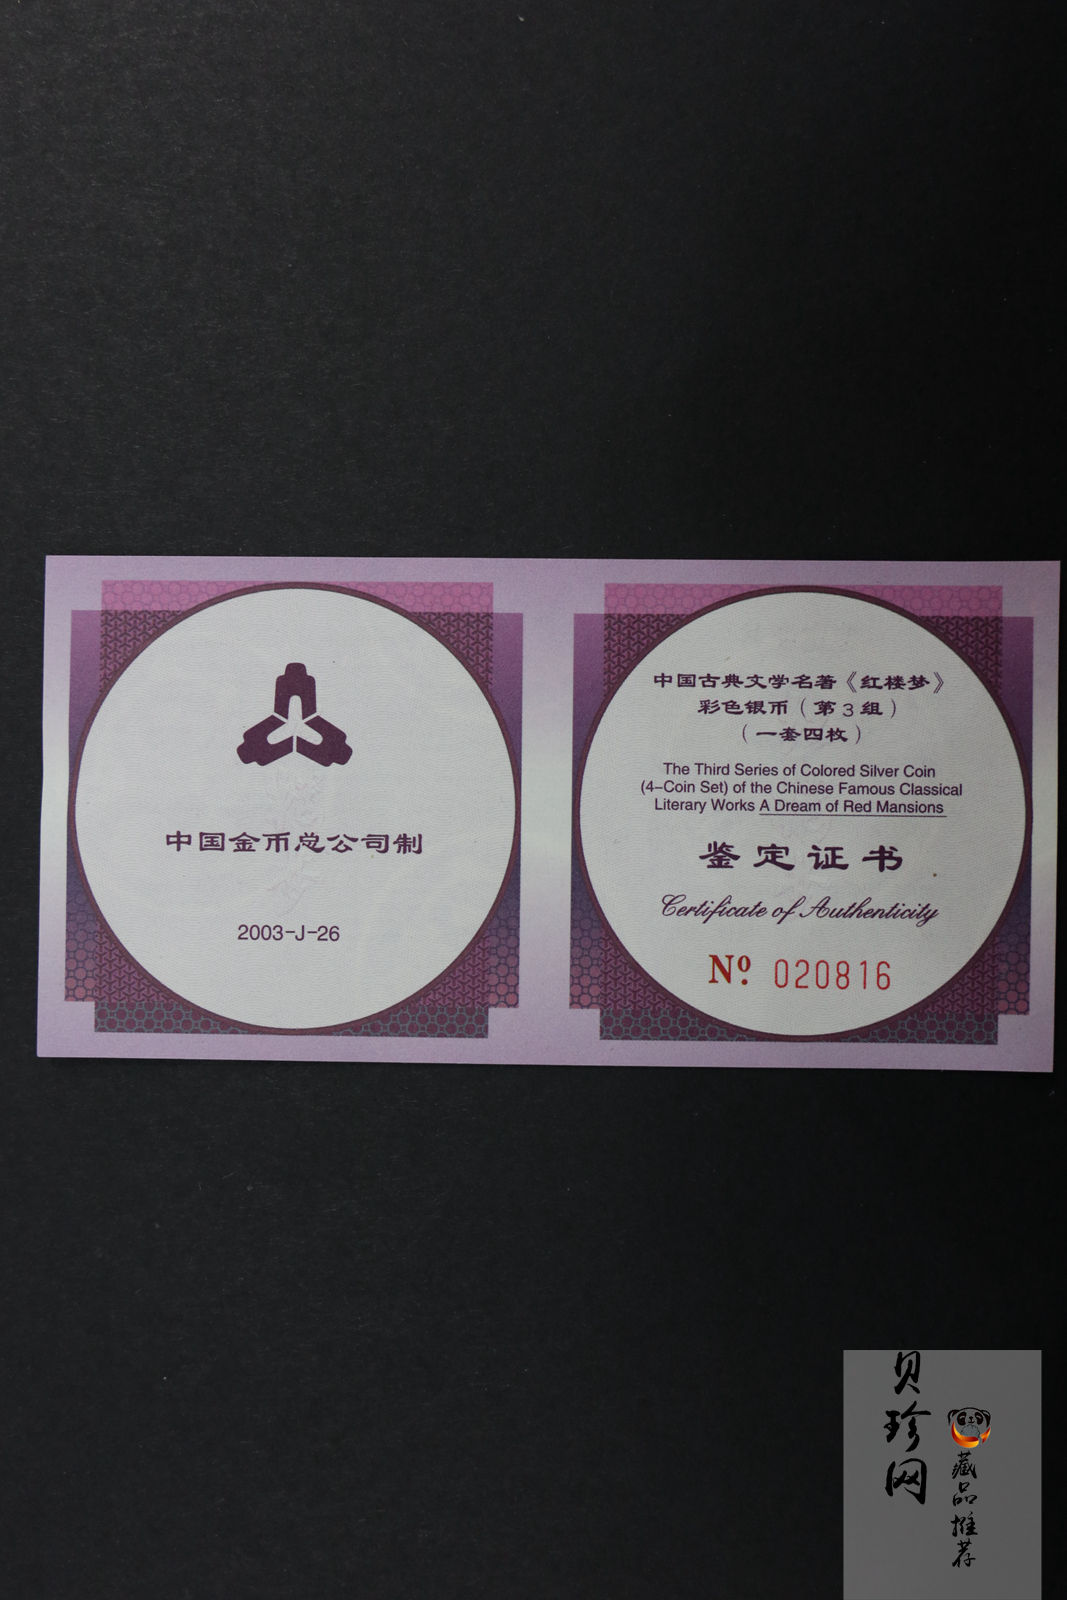 中国金币总公司制
2003-J-26
中国古典文学名著《红楼梦》
彩色银币（第3组）
（一套四枚）
The Third Series of Colored Silver Coin
(4-Coin Set) of the Chinese Famous Classical
Literary Works A Dream of Red Mansions
鉴定证书
Certificate of Authenticity
Nº 020816
贝珍网
藏品推荐